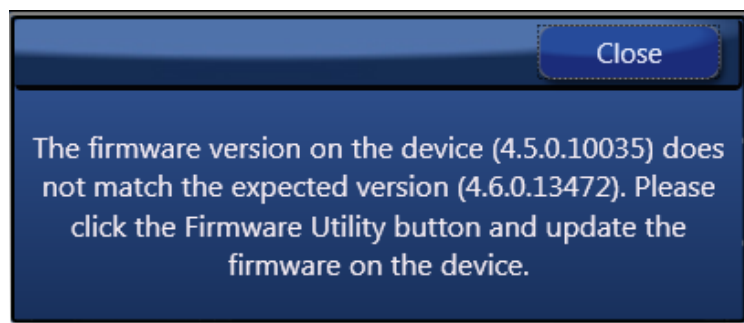 Close
The firmware version on the device (4.5.0.10035) does
not match the expected version (4.6.0.13472). Please
click the Firmware Utility button and update the
firmware on the device.